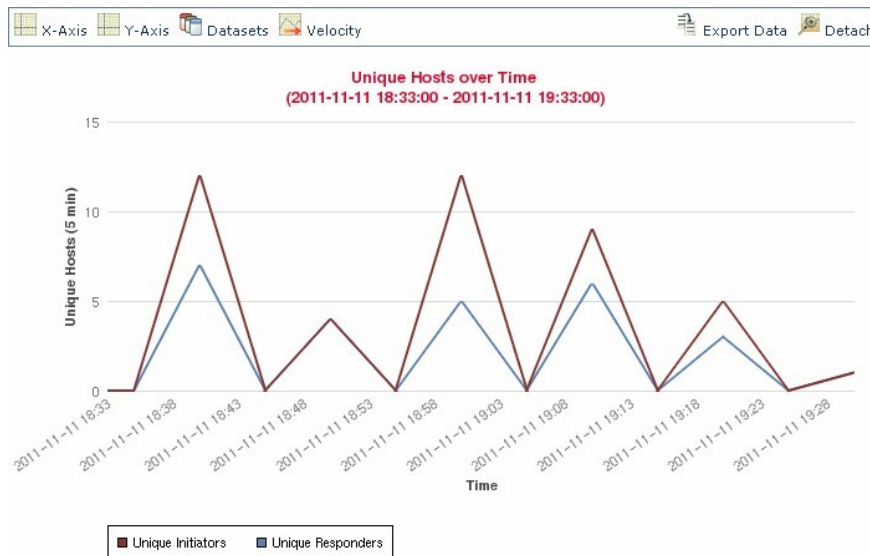 X-Axis Y-Axis Datasets Velocity Export Data Detach
Unique Hosts over Time
(2011-11-11 18:33:00 - 2011-11-11 19:33:00)
Unique Hosts (5 min)
15
10
5
0
2011-11-11 18:33
2011-11-11 18:38
2011-11-11 18:43
2011-11-11 18:48
2011-11-11 18:53
2011-11-11 18:58
2011-11-11 19:03
2011-11-11 19:08
2011-11-11 19:13
2011-11-11 19:18
2011-11-11 19:23
2011-11-11 19:28
Time
Unique Initiators Unique Responders